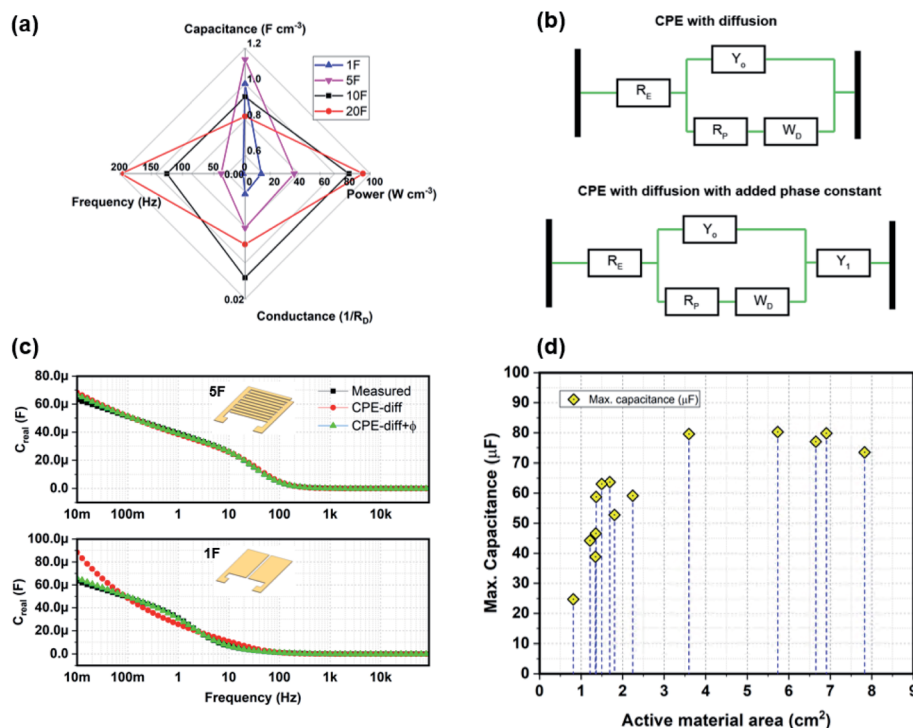 (a)
Capacitance (F cm⁻³)
1.2
1.0
0.8
0.6
1F
5F
10F
20F
200 150 100 50 0 0 20 40 60 80 100
Frequency (Hz)
Power (W cm⁻³)
0.02
Conductance (1/R_D)
(b)
CPE with diffusion
Y_o
R_E
R_P W_D
CPE with diffusion with added phase constant
Y_o
R_E Y_1
R_P W_D
(c)
C_real (F)
80.0µ
60.0µ
40.0µ
20.0µ
0.0
5F
Measured
CPE-diff
CPE-diff+ϕ
10m 100m 1 10 100 1k 10k
C_real (F)
100.0µ
80.0µ
60.0µ
40.0µ
20.0µ
0.0
1F
10m 100m 1 10 100 1k 10k
Frequency (Hz)
(d)
Max. Capacitance (µF)
100
90
80
70
60
50
40
30
20
10
0
Max. capacitance (µF)
0 1 2 3 4 5 6 7 8 9
Active material area (cm²)